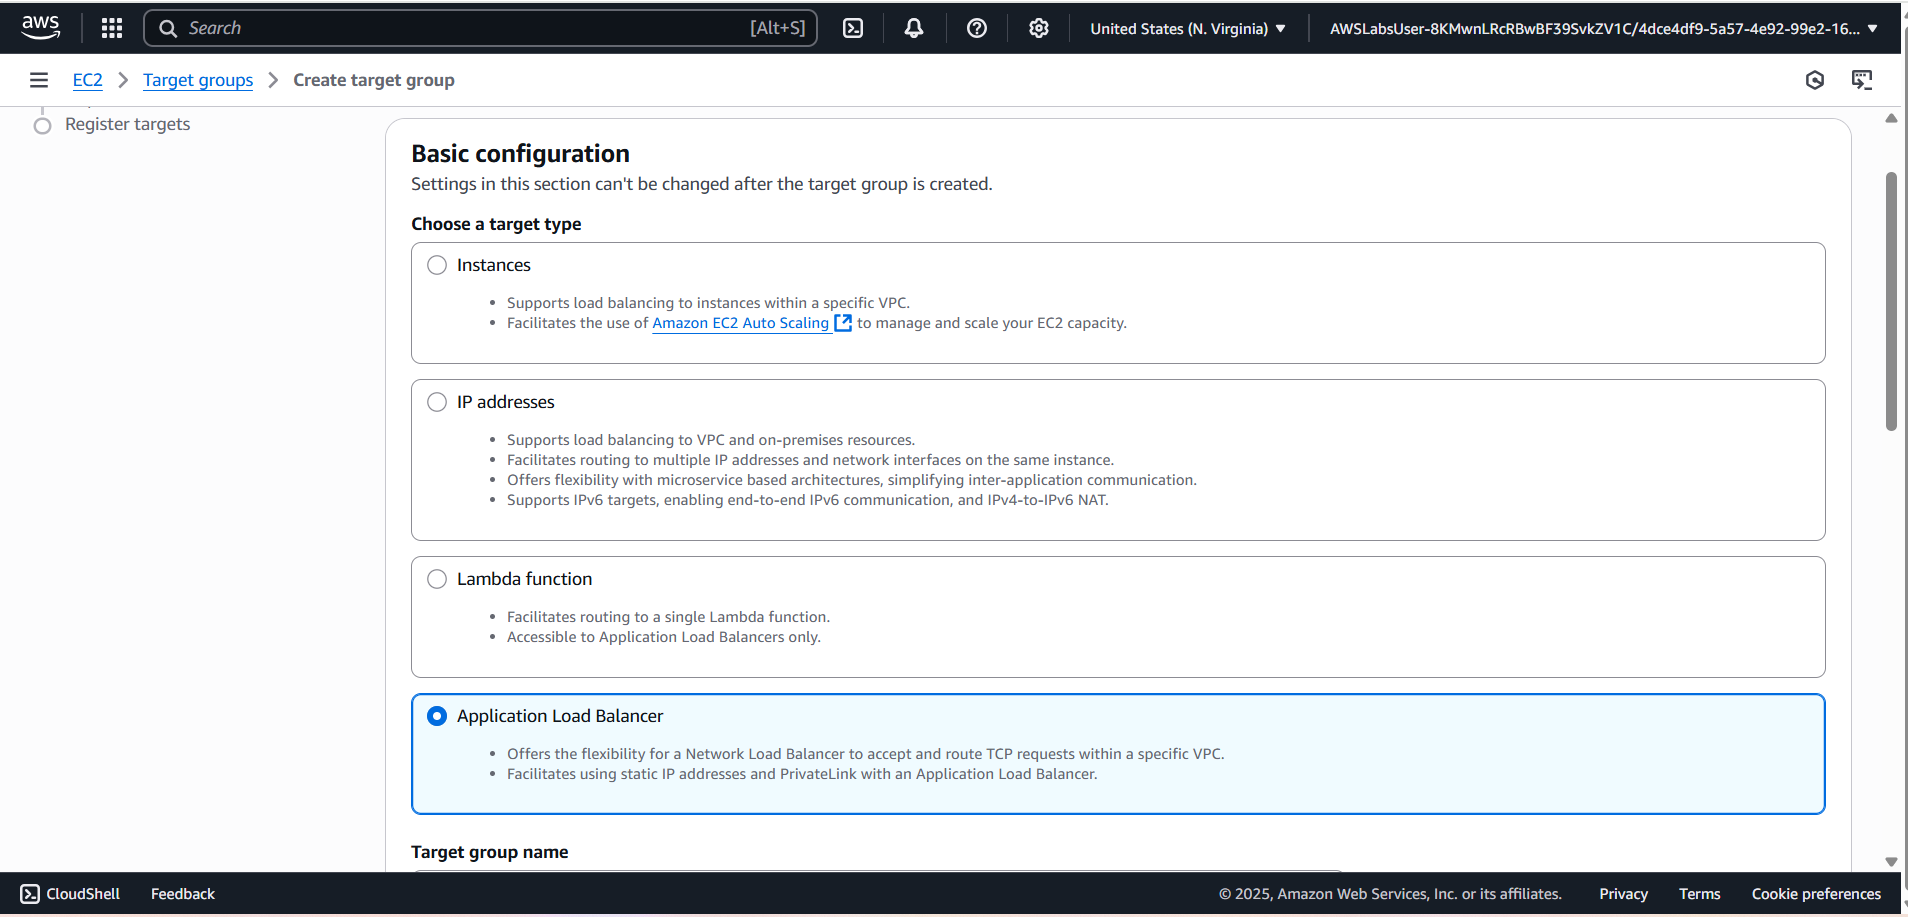 aws
Search [Alt+S]
United States (N. Virginia)
AWSLabsUser-8KMwnLRcRBwBF39SvkZV1C/4dce4df9-5a57-4e92-99e2-16...
EC2 > Target groups > Create target group
Register targets
Basic configuration
Settings in this section can't be changed after the target group is created.
Choose a target type
Instances
• Supports load balancing to instances within a specific VPC.
• Facilitates the use of Amazon EC2 Auto Scaling to manage and scale your EC2 capacity.
IP addresses
• Supports load balancing to VPC and on-premises resources.
• Facilitates routing to multiple IP addresses and network interfaces on the same instance.
• Offers flexibility with microservice based architectures, simplifying inter-application communication.
• Supports IPv6 targets, enabling end-to-end IPv6 communication, and IPv4-to-IPv6 NAT.
Lambda function
• Facilitates routing to a single Lambda function.
• Accessible to Application Load Balancers only.
Application Load Balancer
• Offers the flexibility for a Network Load Balancer to accept and route TCP requests within a specific VPC.
• Facilitates using static IP addresses and PrivateLink with an Application Load Balancer.
Target group name
CloudShell Feedback © 2025, Amazon Web Services, Inc. or its affiliates. Privacy Terms Cookie preferences